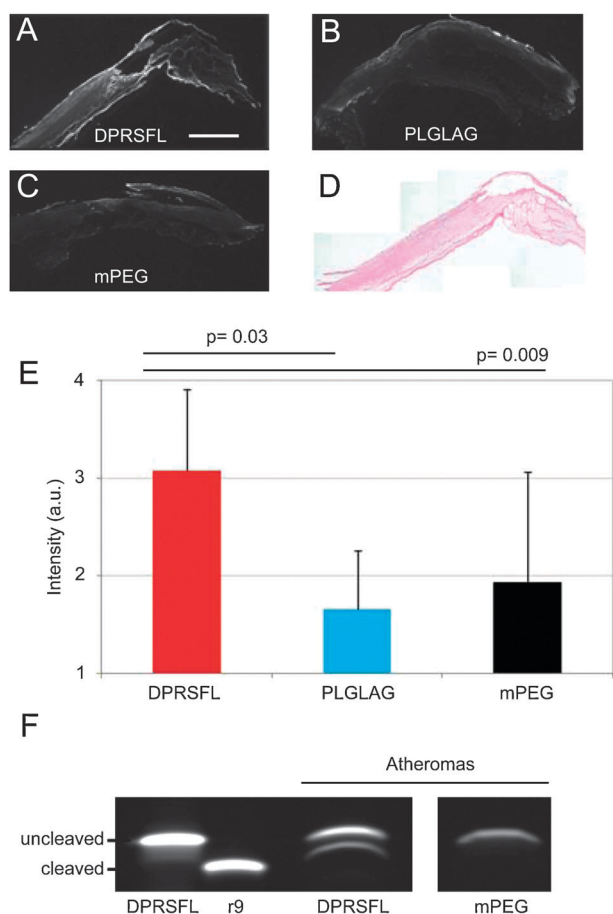 A
DPRSFL
B
PLGLAG
C
mPEG
D
E
p= 0.03
p= 0.009
Intensity (a.u.)
4
3
2
1
DPRSFL PLGLAG mPEG
F
Atheromas
uncleaved
cleaved
DPRSFL r9 DPRSFL mPEG